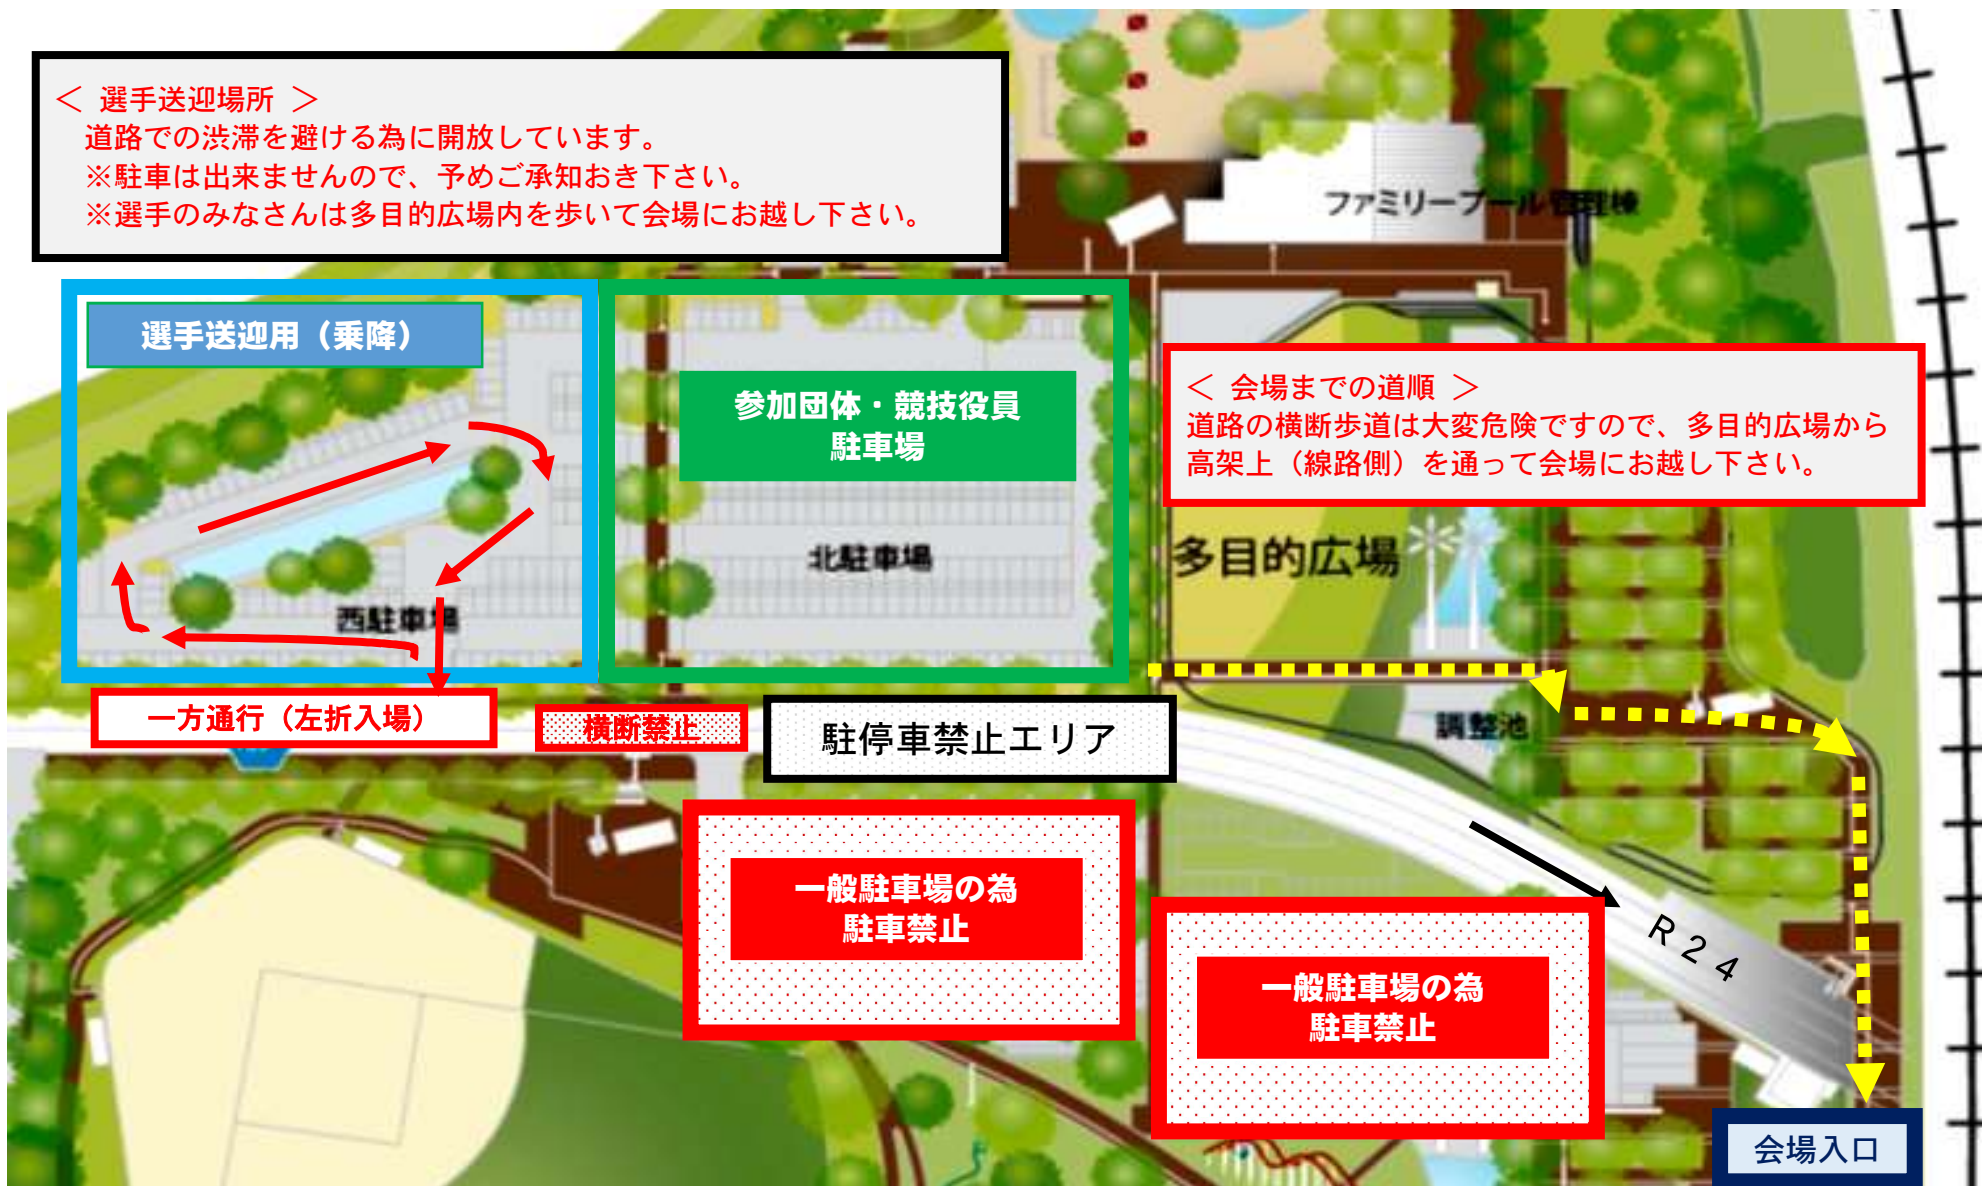 ＜ 選手送迎場所 ＞
道路での渋滞を避ける為に開放しています。
※駐車は出来ませんので、予めご承知おき下さい。
※選手のみなさんは多目的広場内を歩いて会場にお越し下さい。
ファミリープール管理棟
選手送迎用（乗降）
参加団体・競技役員
駐車場
＜ 会場までの道順 ＞
道路の横断歩道は大変危険ですので、多目的広場から
高架上（線路側）を通って会場にお越し下さい。
北駐車場
多目的広場
西駐車場
一方通行（左折入場）
横断禁止
駐停車禁止エリア
調整池
一般駐車場の為
駐車禁止
一般駐車場の為
駐車禁止
Ｒ２４
会場入口